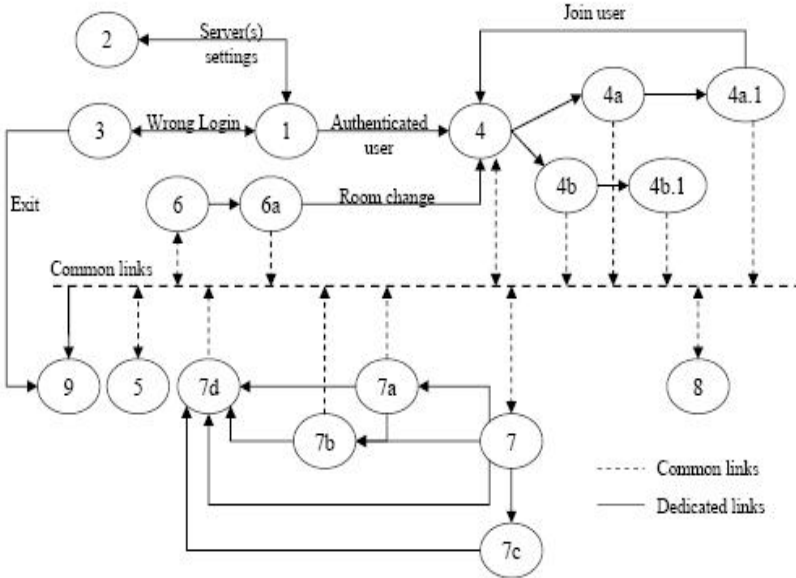 Join user
2
Server(s)
settings
3
Wrong Login
1
Authenticated
user
4
4a
4a.1
4b
4b.1
Exit
6
6a
Room change
Common links
9
5
7d
7a
8
7b
7
7c
Common links
Dedicated links